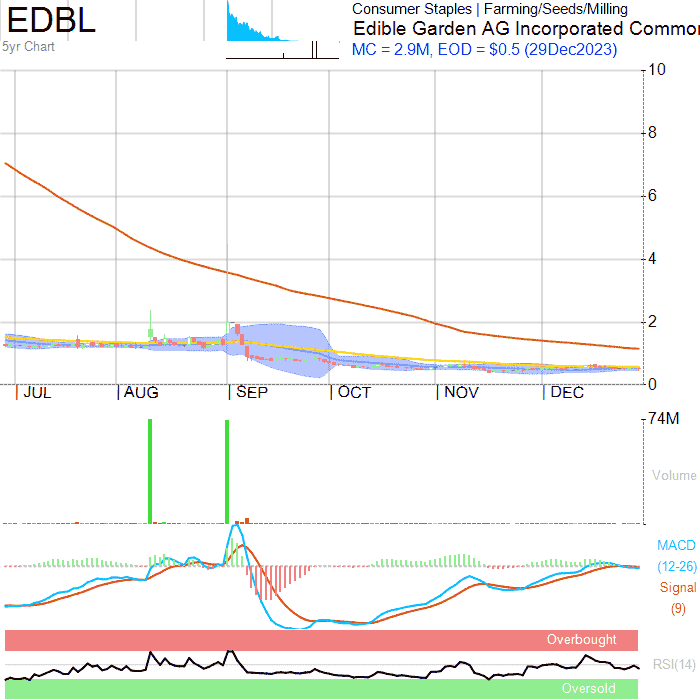 EDBL
5yr Chart
Consumer Staples | Farming/Seeds/Milling
Edible Garden AG Incorporated Commo
MC = 2.9M, EOD = $0.5 (29Dec2023)
10
8
6
4
2
0
JUL AUG SEP OCT NOV DEC
74M
Volume
MACD
(12-26)
Signal
(9)
Overbought
RSI(14)
Oversold